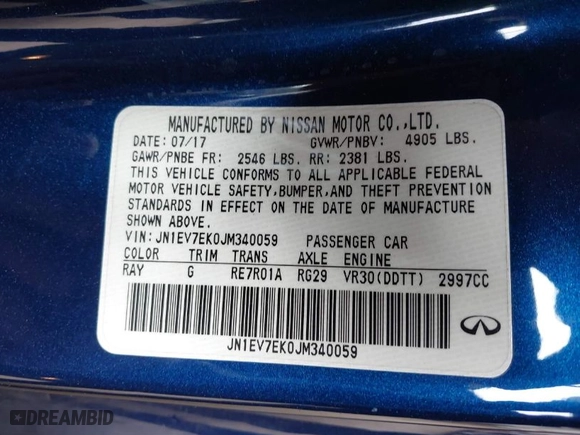 MANUFACTURED BY NISSAN MOTOR CO.,LTD.
DATE: 07/17 GVWR/PNBV: 4905 LBS.
GAWR/PNBE FR: 2546 LBS. RR: 2381 LBS.
THIS VEHICLE CONFORMS TO ALL APPLICABLE FEDERAL
MOTOR VEHICLE SAFETY,BUMPER,AND THEFT PREVENTION
STANDARDS IN EFFECT ON THE DATE OF MANUFACTURE
SHOWN ABOVE.
VIN: JN1EV7EK0JM340059 PASSENGER CAR
COLOR TRIM TRANS AXLE ENGINE
RAY G RE7R01A RG29 VR30(DDTT) 2997CC
JN1EV7EK0JM340059
DREAMBID